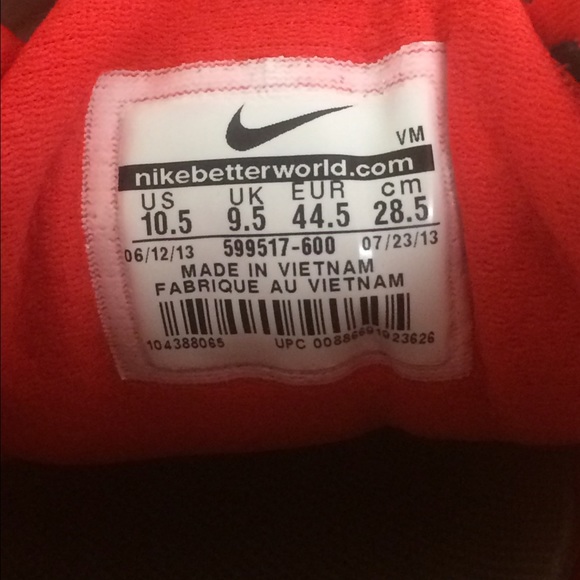 VM
nikebetterworld.com
US UK EUR cm
10.5 9.5 44.5 28.5
06/12/13 599517-600 07/23/13
MADE IN VIETNAM
FABRIQUE AU VIETNAM
104388065 UPC